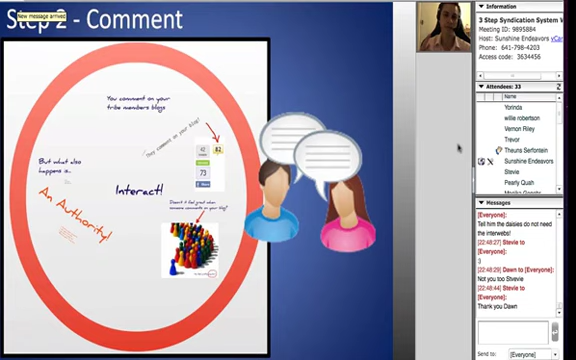 New message arrived
Step 2 - Comment
You comment on your
tribe members blogs
They comment on your blog!
42
82
73
But what also
happens is..
Interact!
An Authority!
Doesn't it feel great when
someone comments on your blog?
Information
3 Step Syndication System W
Meeting ID: 9895884
Host: Sunshine Endeavors vCar
Phone: 641-798-4203
Access code: 3634456
Attendees: 33
Name
Yorinda
willie robertson
Vernon Riley
Trevor
Theuns Serfontein
Sunshine Endeavors
Stevie
Pearly Quah
Messages
[Everyone]:
Tell him the daisies do not need
the interwebs!
[22:48:27] Stevie to
[Everyone]:
:)
[22:48:29] Dawn to [Everyone]:
Not you too Stvevie
[22:48:44] Stevie to
[Everyone]:
Thank you Dawn
Send to: [Everyone]